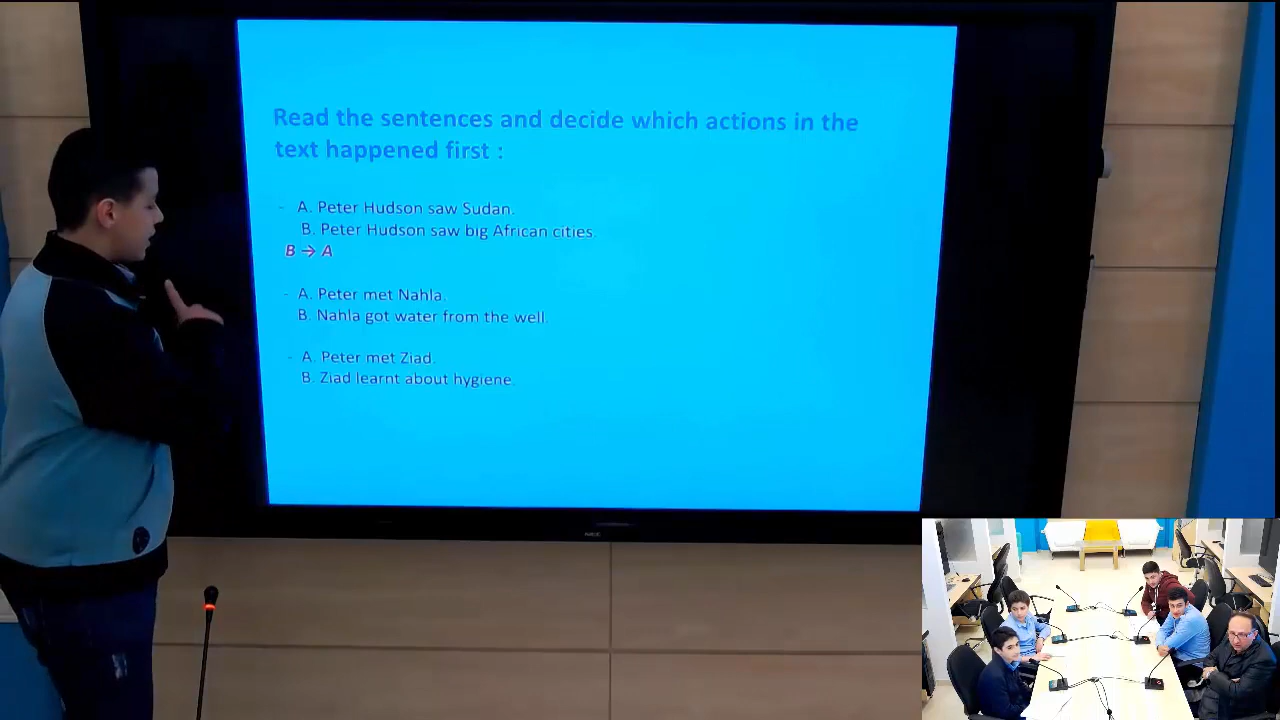 Read the sentences and decide which actions in the
text happened first :
- A. Peter Hudson saw Sudan.
B. Peter Hudson saw big African cities.
B → A
- A. Peter met Nahla.
B. Nahla got water from the well.
- A. Peter met Ziad.
B. Ziad learnt about hygiene.
NEC